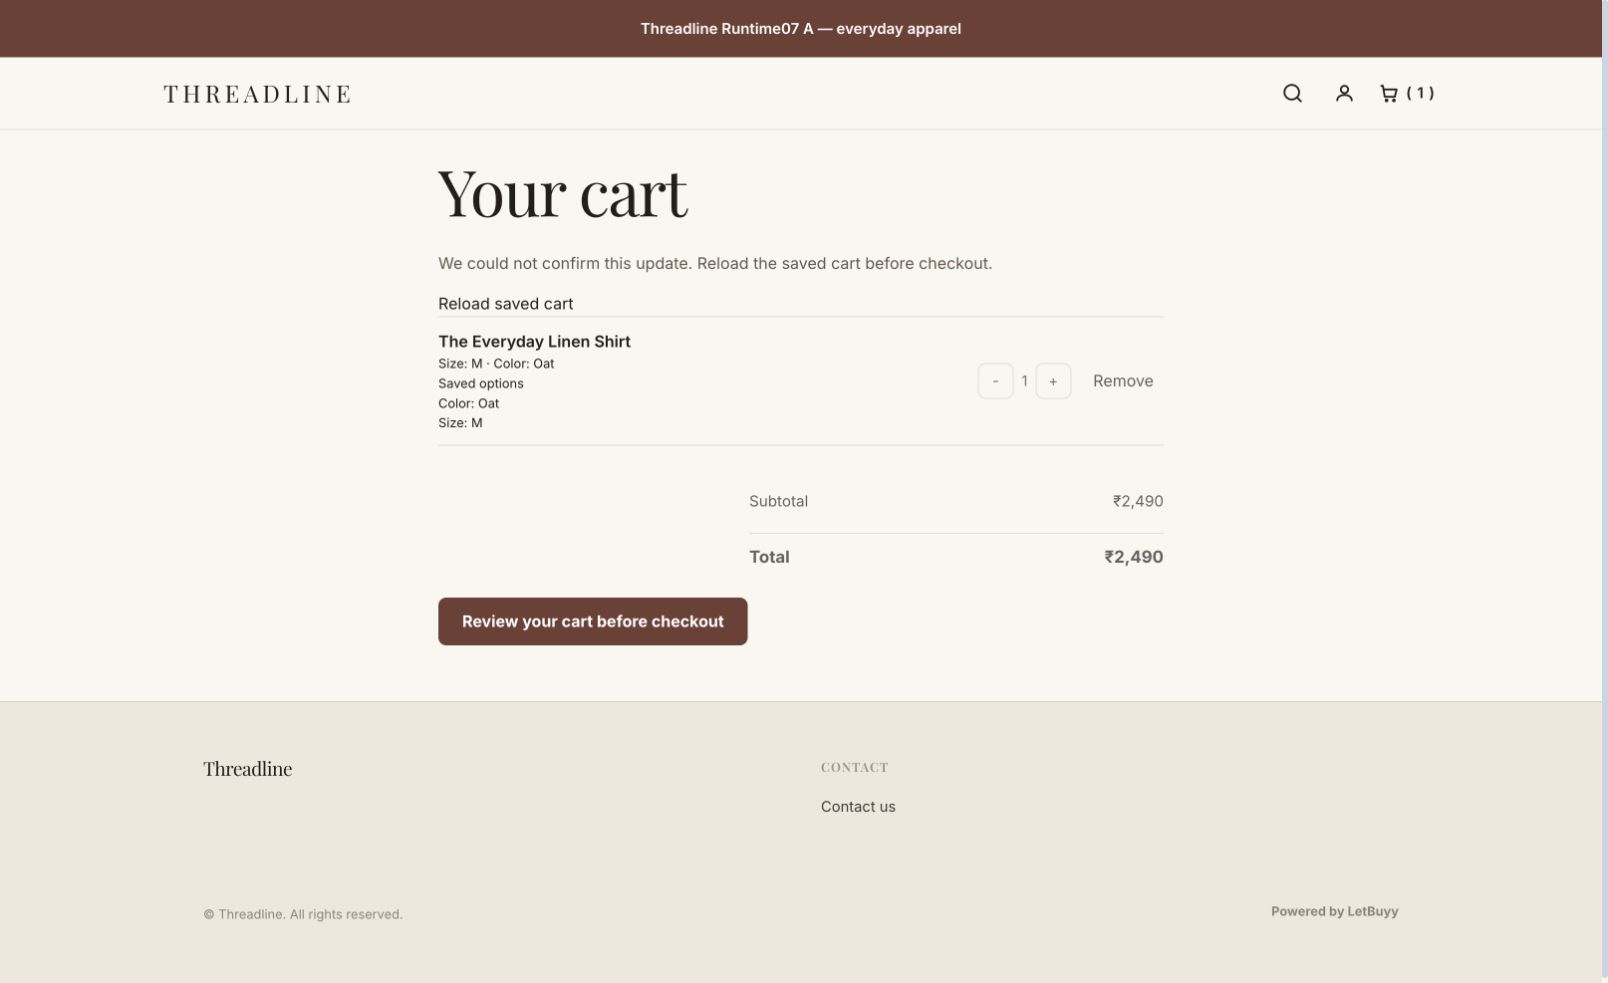 Threadline Runtime07 A — everyday apparel
THREADLINE
( 1 )
Your cart
We could not confirm this update. Reload the saved cart before checkout.
Reload saved cart
The Everyday Linen Shirt
Size: M · Color: Oat
Saved options
Color: Oat
Size: M
- 1 + Remove
Subtotal ₹2,490
Total ₹2,490
Review your cart before checkout
Threadline
CONTACT
Contact us
© Threadline. All rights reserved.
Powered by LetBuyy